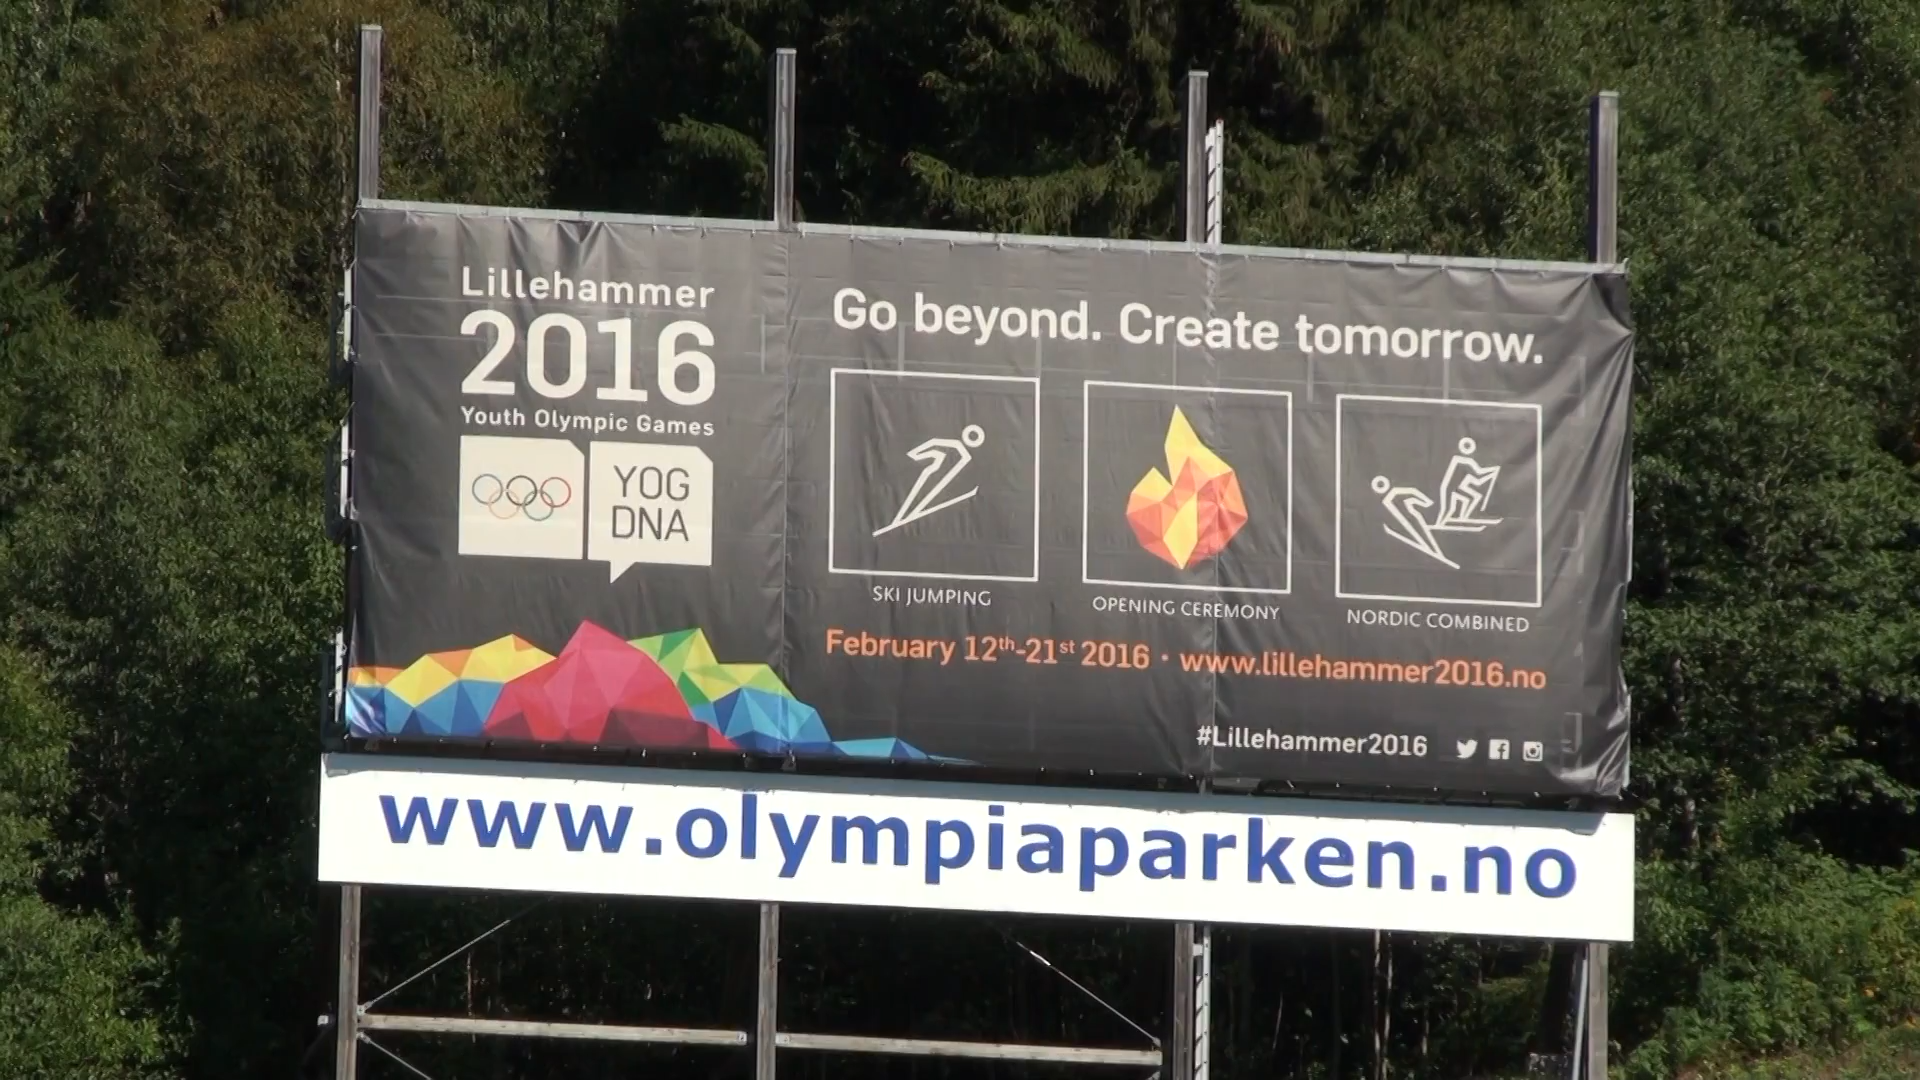 Lillehammer
2016
Youth Olympic Games
YOG
DNA
Go beyond. Create tomorrow.
SKI JUMPING
OPENING CEREMONY
NORDIC COMBINED
February 12th-21st 2016 · www.lillehammer2016.no
#Lillehammer2016
www.olympiaparken.no